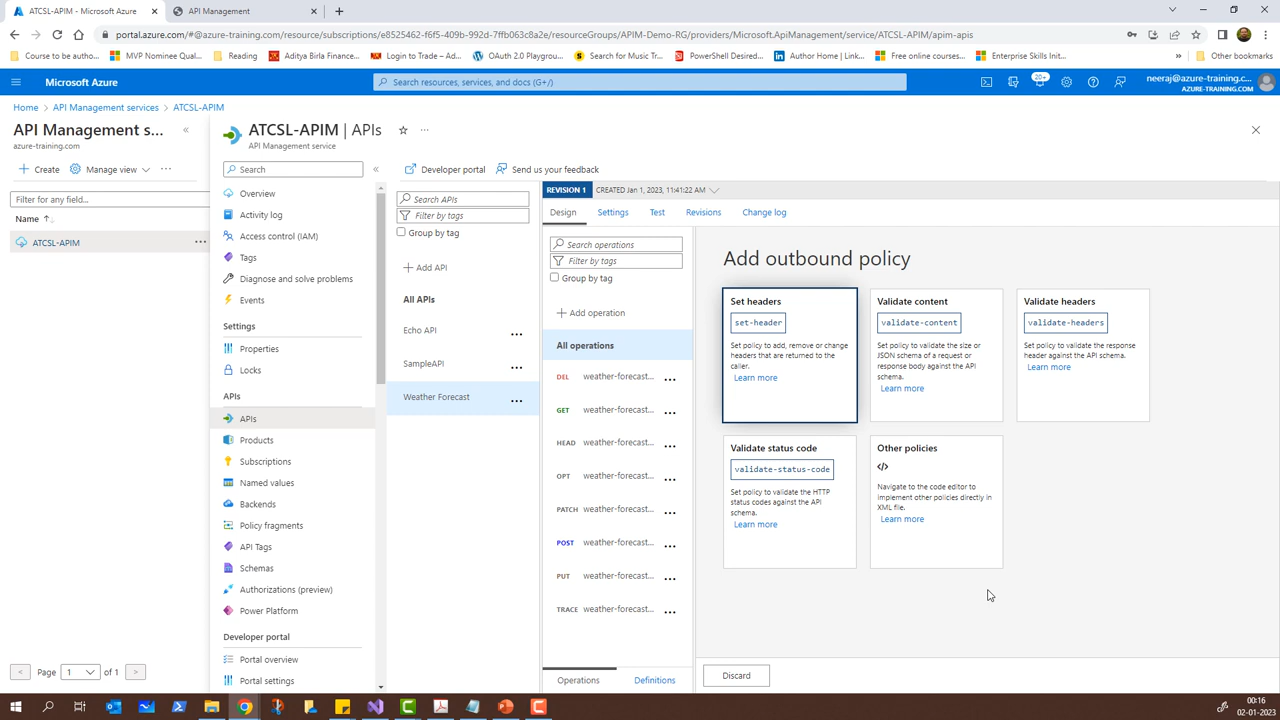 ATCSL-APIM - Microsoft Azure
API Management
portal.azure.com/#@azure-training.com/resource/subscriptions/e8525462-f6f5-409b-992d-7ffb063c8a2e/resourceGroups/APIM-Demo-RG/providers/Microsoft.ApiManagement/service/ATCSL-APIM/apim-apis
Course to be autho...
MVP Nominee Qualif...
Reading
Aditya Birla Financ...
Login to Trade – Ad...
OAuth 2.0 Playgrou...
Search for Music Tr...
PowerShell Desired...
Author Home | Link...
Free online courses...
Enterprise Skills Init...
Other bookmarks
Microsoft Azure
Search resources, services, and docs (G+/)
20+
neeraj@azure-training.c...
AZURE-TRAINING.COM
Home
API Management services
ATCSL-APIM
API Management s...
azure-training.com
Create
Manage view
Filter for any field...
Name
ATCSL-APIM
Page 1 of 1
ATCSL-APIM | APIs
API Management service
Search
Overview
Activity log
Access control (IAM)
Tags
Diagnose and solve problems
Events
Settings
Properties
Locks
APIs
APIs
Products
Subscriptions
Named values
Backends
Policy fragments
API Tags
Schemas
Authorizations (preview)
Power Platform
Developer portal
Portal overview
Portal settings
Developer portal
Send us your feedback
Search APIs
Filter by tags
Group by tag
Add API
All APIs
Echo API
SampleAPI
Weather Forecast
REVISION 1
CREATED Jan 1, 2023, 11:41:22 AM
Design
Settings
Test
Revisions
Change log
Search operations
Filter by tags
Group by tag
Add operation
All operations
DEL weather-forecast...
GET weather-forecast...
HEAD weather-forecast...
OPT weather-forecast...
PATCH weather-forecast...
POST weather-forecast...
PUT weather-forecast...
TRACE weather-forecast...
Operations
Definitions
Add outbound policy
Set headers
set-header
Set policy to add, remove or change
headers that are returned to the
caller.
Learn more
Validate content
validate-content
Set policy to validate the size or
JSON schema of a request or
response body against the API
schema.
Learn more
Validate headers
validate-headers
Set policy to validate the response
header against the API schema.
Learn more
Validate status code
validate-status-code
Set policy to validate the HTTP
status codes against the API
schema.
Learn more
Other policies
</>
Navigate to the code editor to
implement other policies directly in
XML file.
Learn more
Discard
00:16
02-01-2023